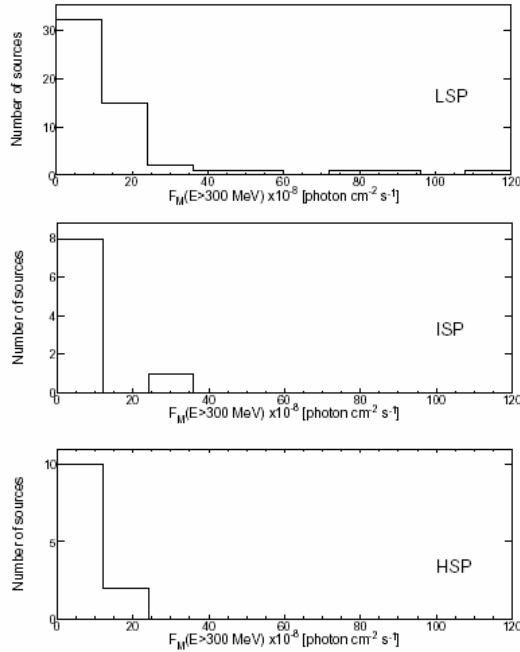 Number of sources
30
20
10
0
LSP
0 20 40 60 80 100 120
F_M(E>300 MeV) x10^-8 [photon cm^-2 s^-1]
Number of sources
8
6
4
2
0
ISP
0 20 40 60 80 100 120
F_M(E>300 MeV) x10^-8 [photon cm^-2 s^-1]
Number of sources
10
5
0
HSP
0 20 40 60 80 100 120
F_M(E>300 MeV) x10^-8 [photon cm^-2 s^-1]